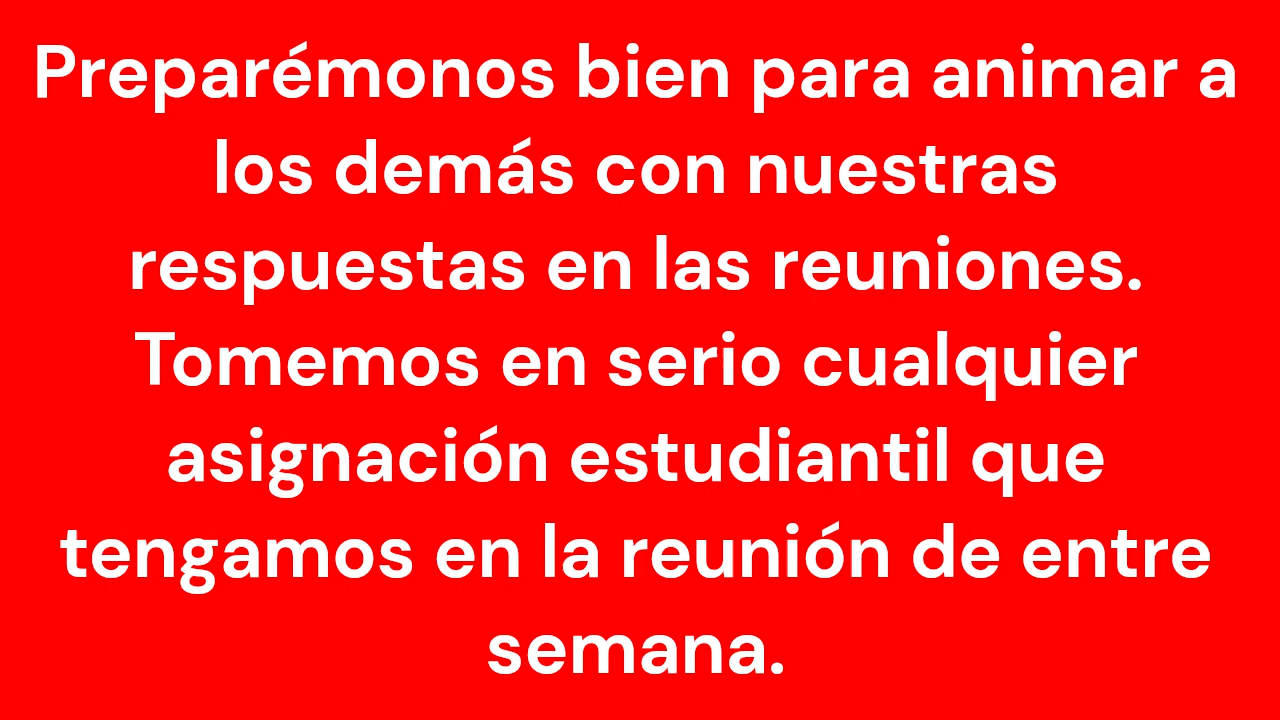 Preparémonos bien para animar a
los demás con nuestras
respuestas en las reuniones.
Tomemos en serio cualquier
asignación estudiantil que
tengamos en la reunión de entre
semana.